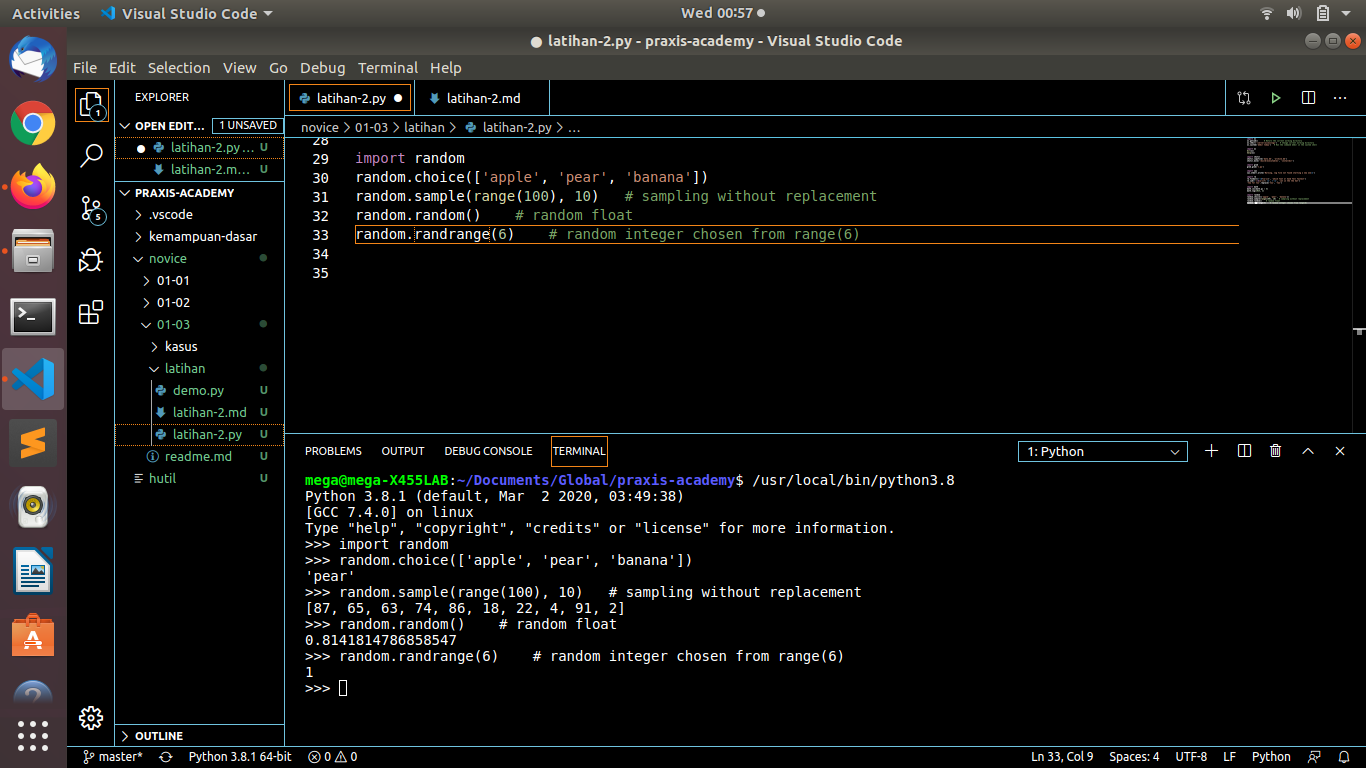 Activities Visual Studio Code Wed 00:57
latihan-2.py - praxis-academy - Visual Studio Code
File Edit Selection View Go Debug Terminal Help
EXPLORER
OPEN EDIT... 1 UNSAVED
latihan-2.py... U
latihan-2.m... U
PRAXIS-ACADEMY
.vscode
kemampuan-dasar
novice
01-01
01-02
01-03
kasus
latihan
demo.py U
latihan-2.md U
latihan-2.py U
readme.md U
hutil U
OUTLINE
1
5
latihan-2.py latihan-2.md
novice > 01-03 > latihan > latihan-2.py > ...
28
29 import random
30 random.choice(['apple', 'pear', 'banana'])
31 random.sample(range(100), 10) # sampling without replacement
32 random.random() # random float
33 random.randrange(6) # random integer chosen from range(6)
34
35
PROBLEMS OUTPUT DEBUG CONSOLE TERMINAL 1: Python
mega@mega-X455LAB:~/Documents/Global/praxis-academy$ /usr/local/bin/python3.8
Python 3.8.1 (default, Mar  2 2020, 03:49:38)
[GCC 7.4.0] on linux
Type "help", "copyright", "credits" or "license" for more information.
>>> import random
>>> random.choice(['apple', 'pear', 'banana'])
'pear'
>>> random.sample(range(100), 10) # sampling without replacement
[87, 65, 63, 74, 86, 18, 22, 4, 91, 2]
>>> random.random() # random float
0.8141814786858547
>>> random.randrange(6) # random integer chosen from range(6)
1
>>>
master* Python 3.8.1 64-bit 0 0 Ln 33, Col 9 Spaces: 4 UTF-8 LF Python